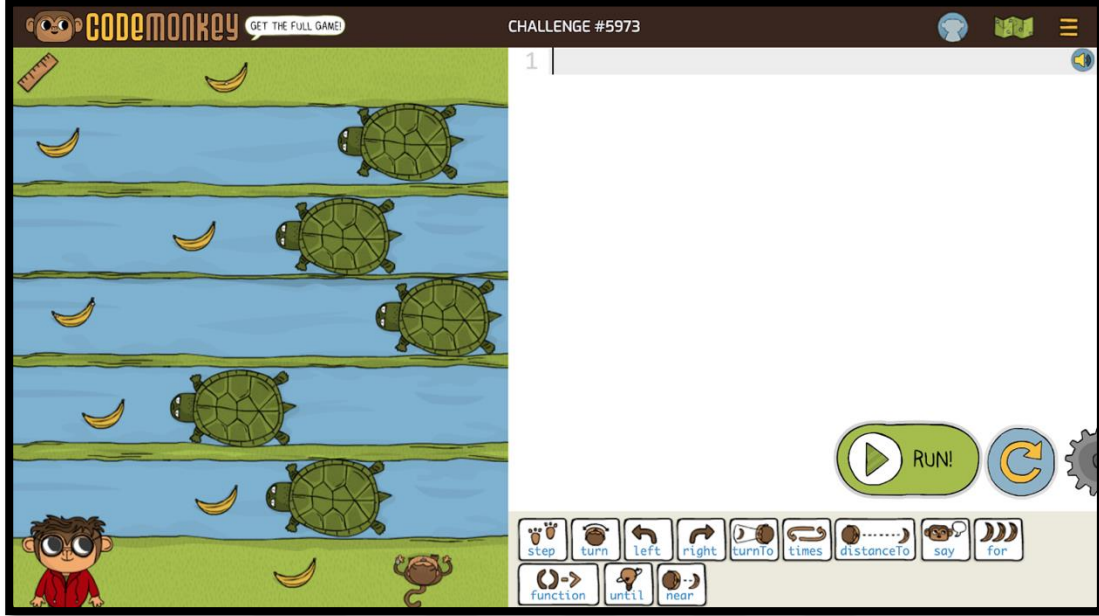 CODEMONKEY GET THE FULL GAME! CHALLENGE #5973
1
RUN!
step turn left right turnTo times distanceTo say for
function until near